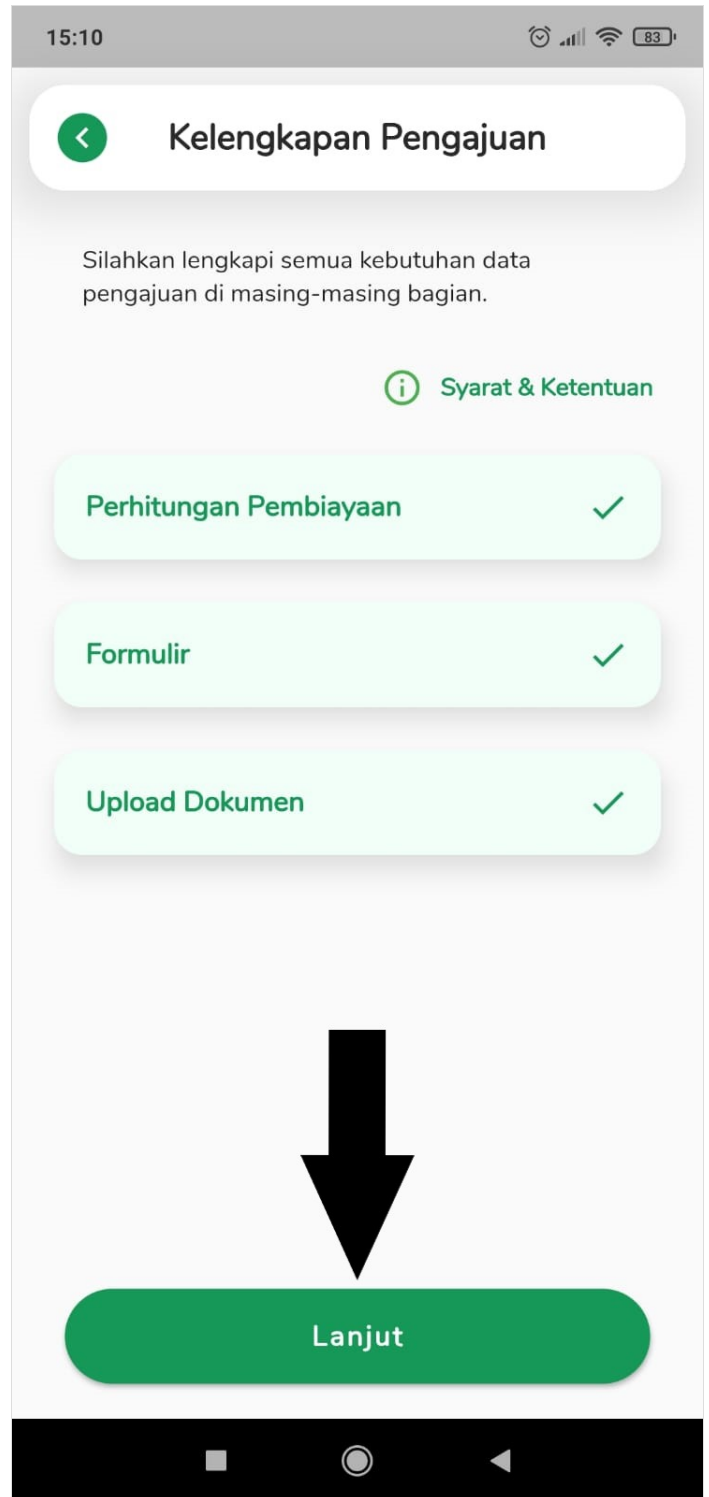 15:10
83
Kelengkapan Pengajuan
Silahkan lengkapi semua kebutuhan data
pengajuan di masing-masing bagian.
Syarat & Ketentuan
Perhitungan Pembiayaan
Formulir
Upload Dokumen
Lanjut